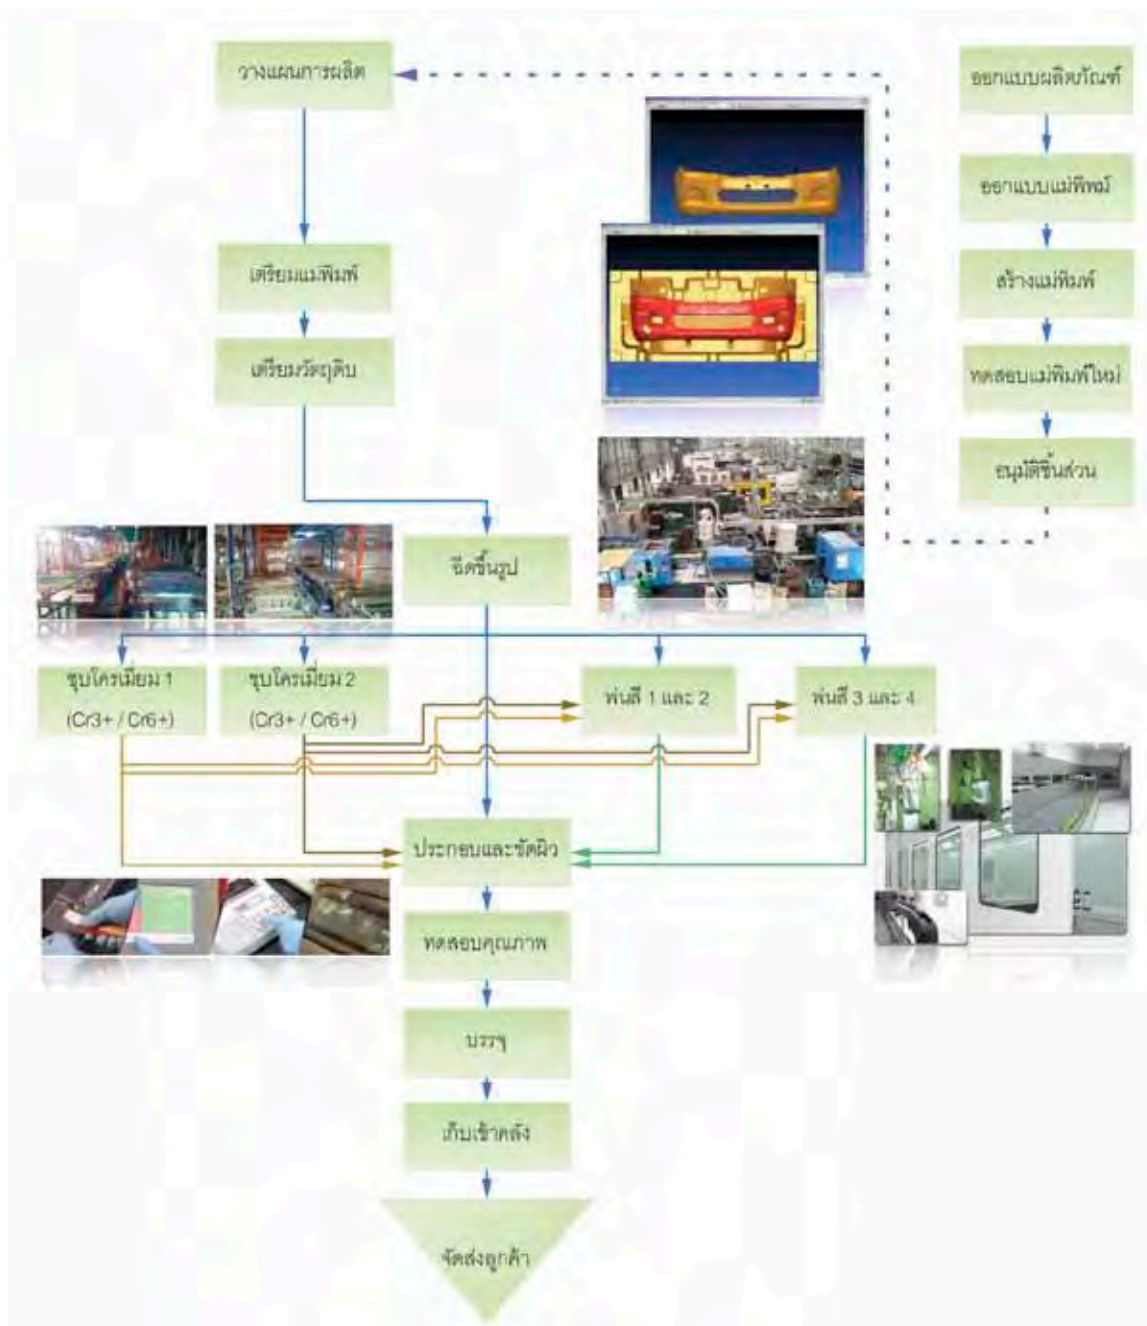 วางแผนการผลิต
เตรียมแม่พิมพ์
เตรียมวัตถุดิบ
ออกแบบผลิตภัณฑ์
ออกแบบแม่พิพม์
สร้างแม่พิมพ์
ทดสอบแม่พิมพ์ใหม่
อนุมัติชิ้นส่วน
ฉีดขึ้นรูป
ชุบโครเมี่ยม 1
(Cr3+ / Cr6+)
ชุบโครเมี่ยม 2
(Cr3+ / Cr6+)
พ่นสี 1 และ 2
พ่นสี 3 และ 4
ประกอบและขัดผิว
ทดสอบคุณภาพ
บรรจุ
เก็บเข้าคลัง
จัดส่งลูกค้า